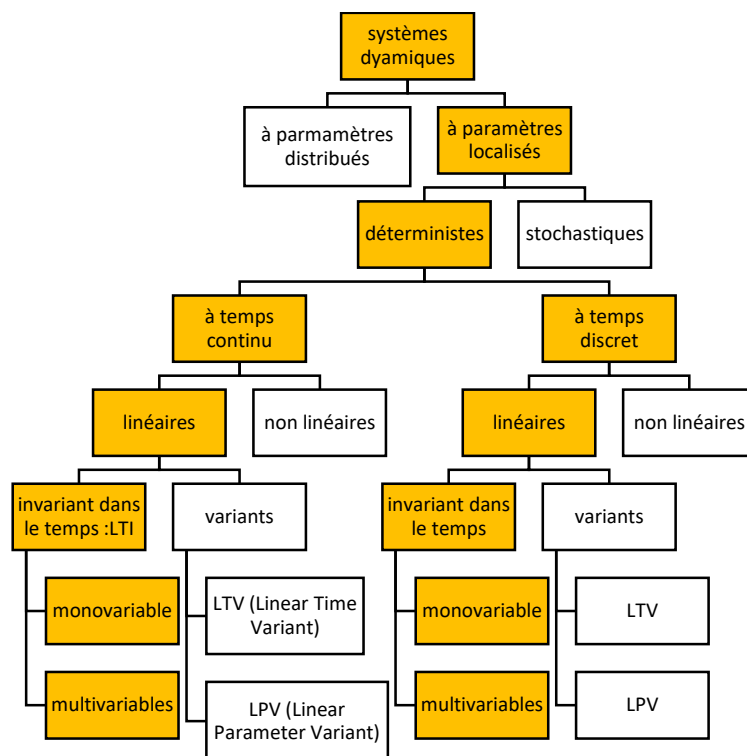 systèmes
dyamiques
à parmamètres
distribués
à paramètres
localisés
déterministes
stochastiques
à temps
continu
à temps
discret
linéaires
non linéaires
linéaires
non linéaires
invariant dans
le temps :LTI
variants
invariant dans
le temps
variants
monovariable
LTV (Linear Time
Variant)
monovariable
LTV
multivariables
LPV (Linear
Parameter Variant)
multivariables
LPV